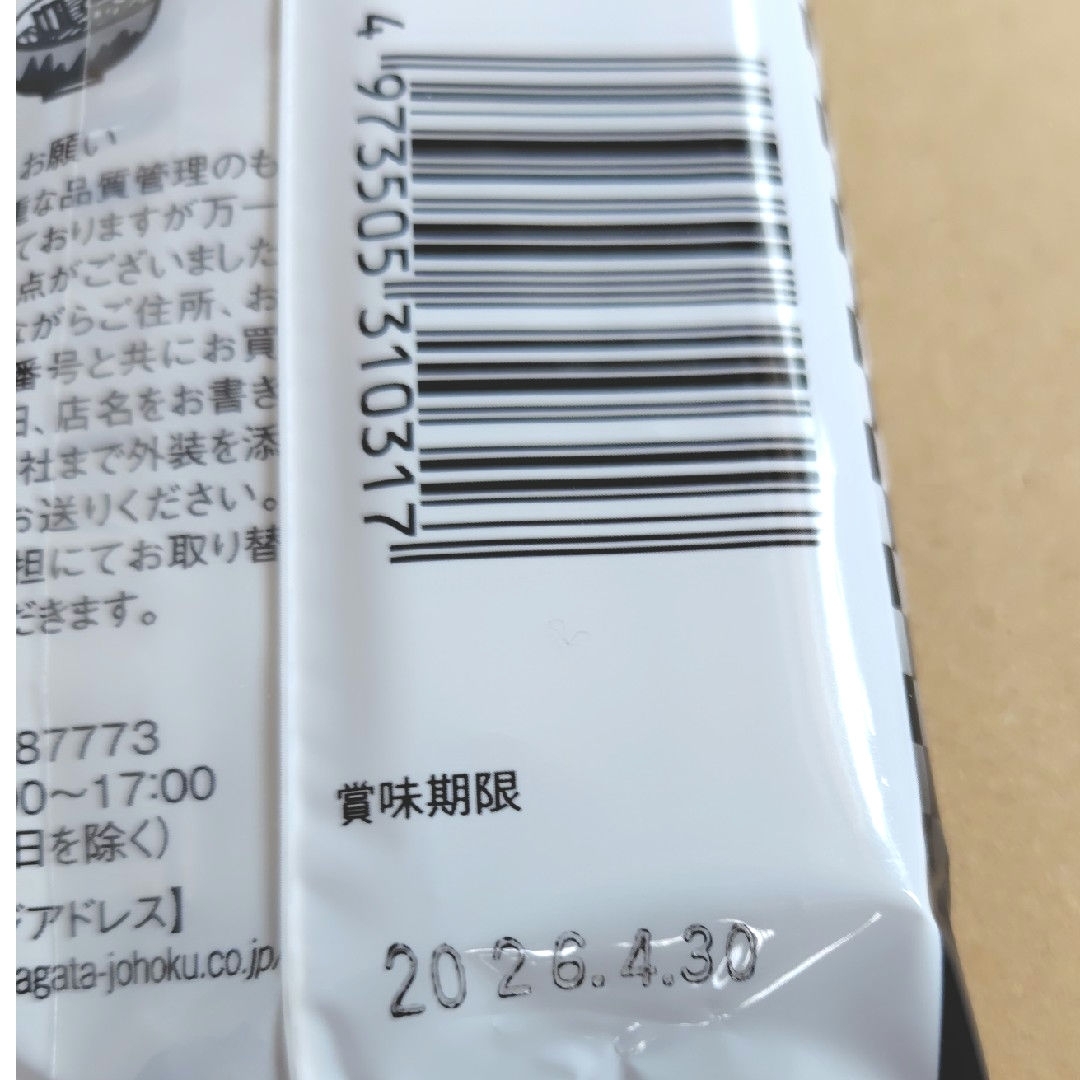 お願い
な品質管理のも
ておりますが万一
点がございました
ながらご住所、お
番号と共にお買
日、店名をお書き
社まで外装を添
お送りください。
担にてお取り替
だきます。
87773
00～17:00
日を除く）
アドレス】
agata-johoku.co.jp/
4 973505 310317
賞味期限
2026.4.30